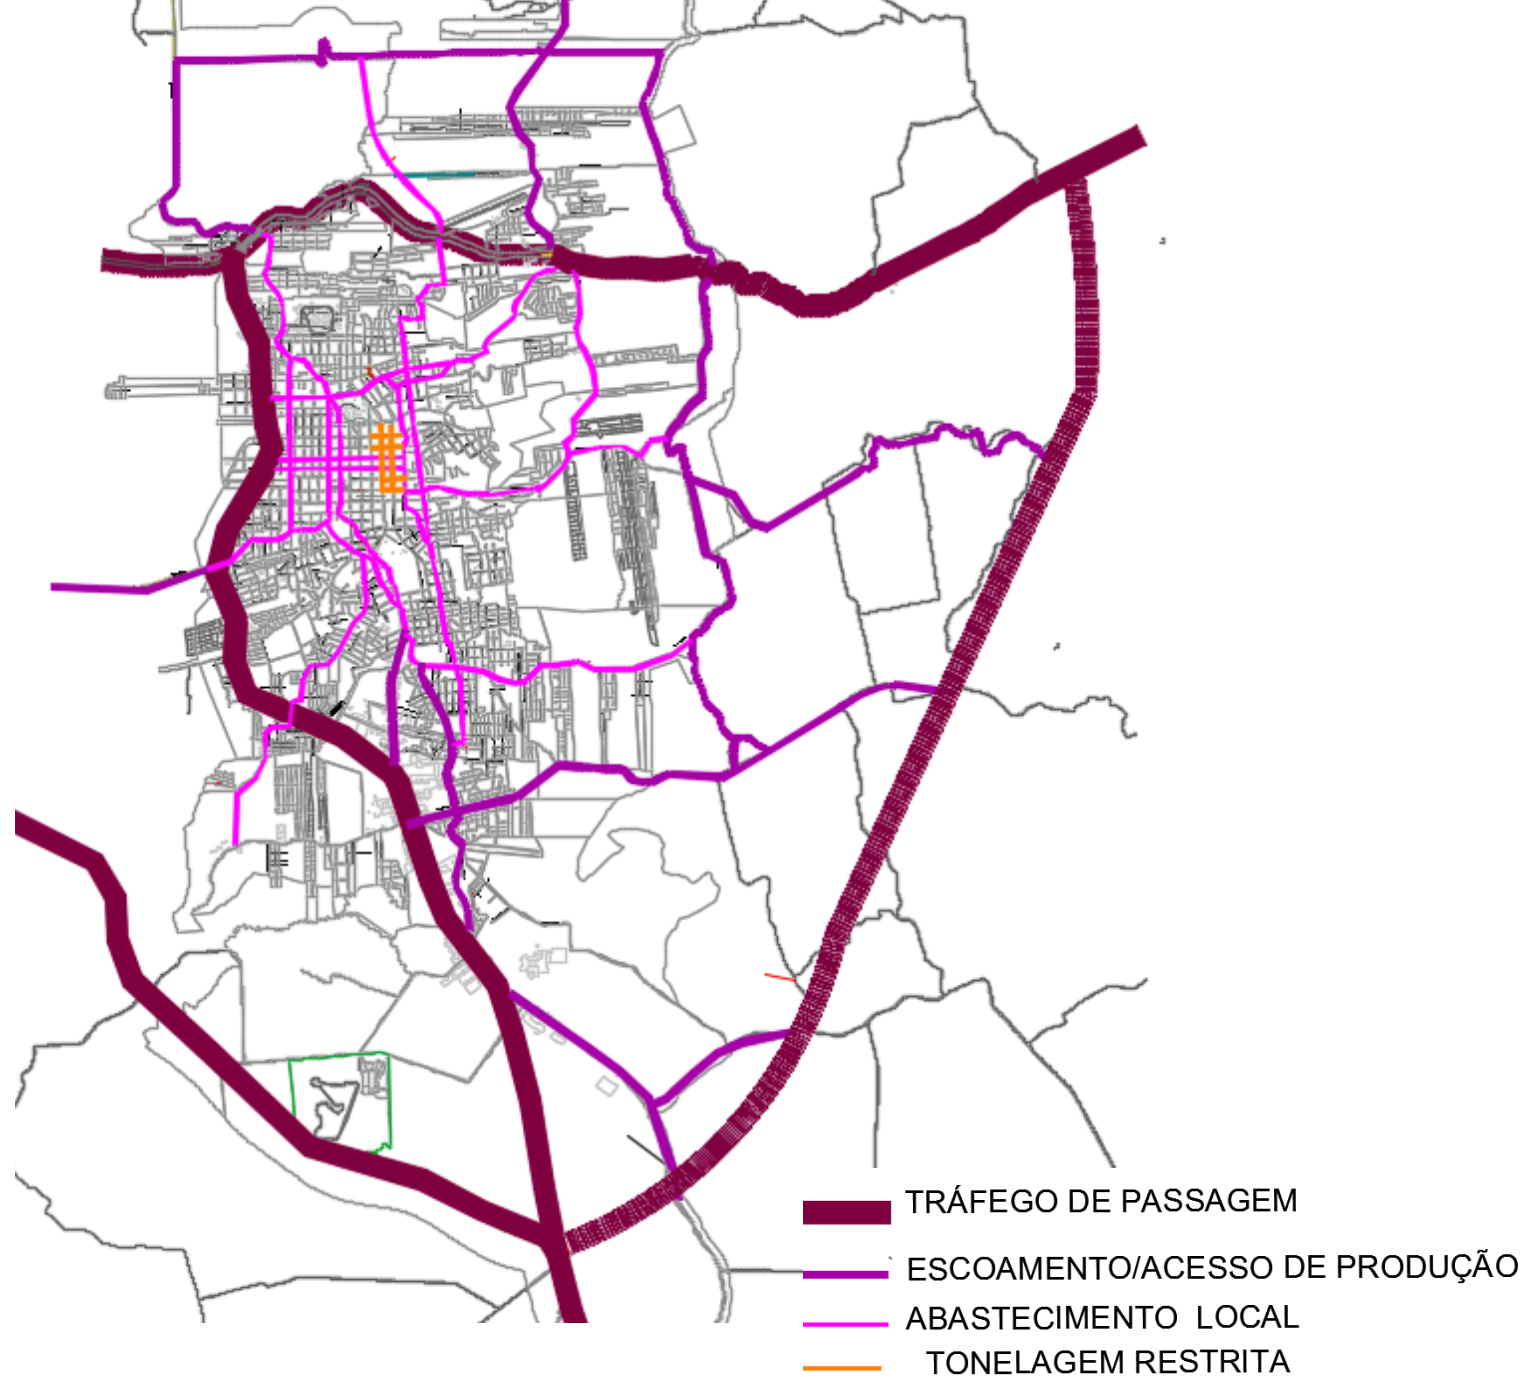 TRÁFEGO DE PASSAGEM
ESCOAMENTO/ACESSO DE PRODUÇÃO
ABASTECIMENTO LOCAL
TONELAGEM RESTRITA